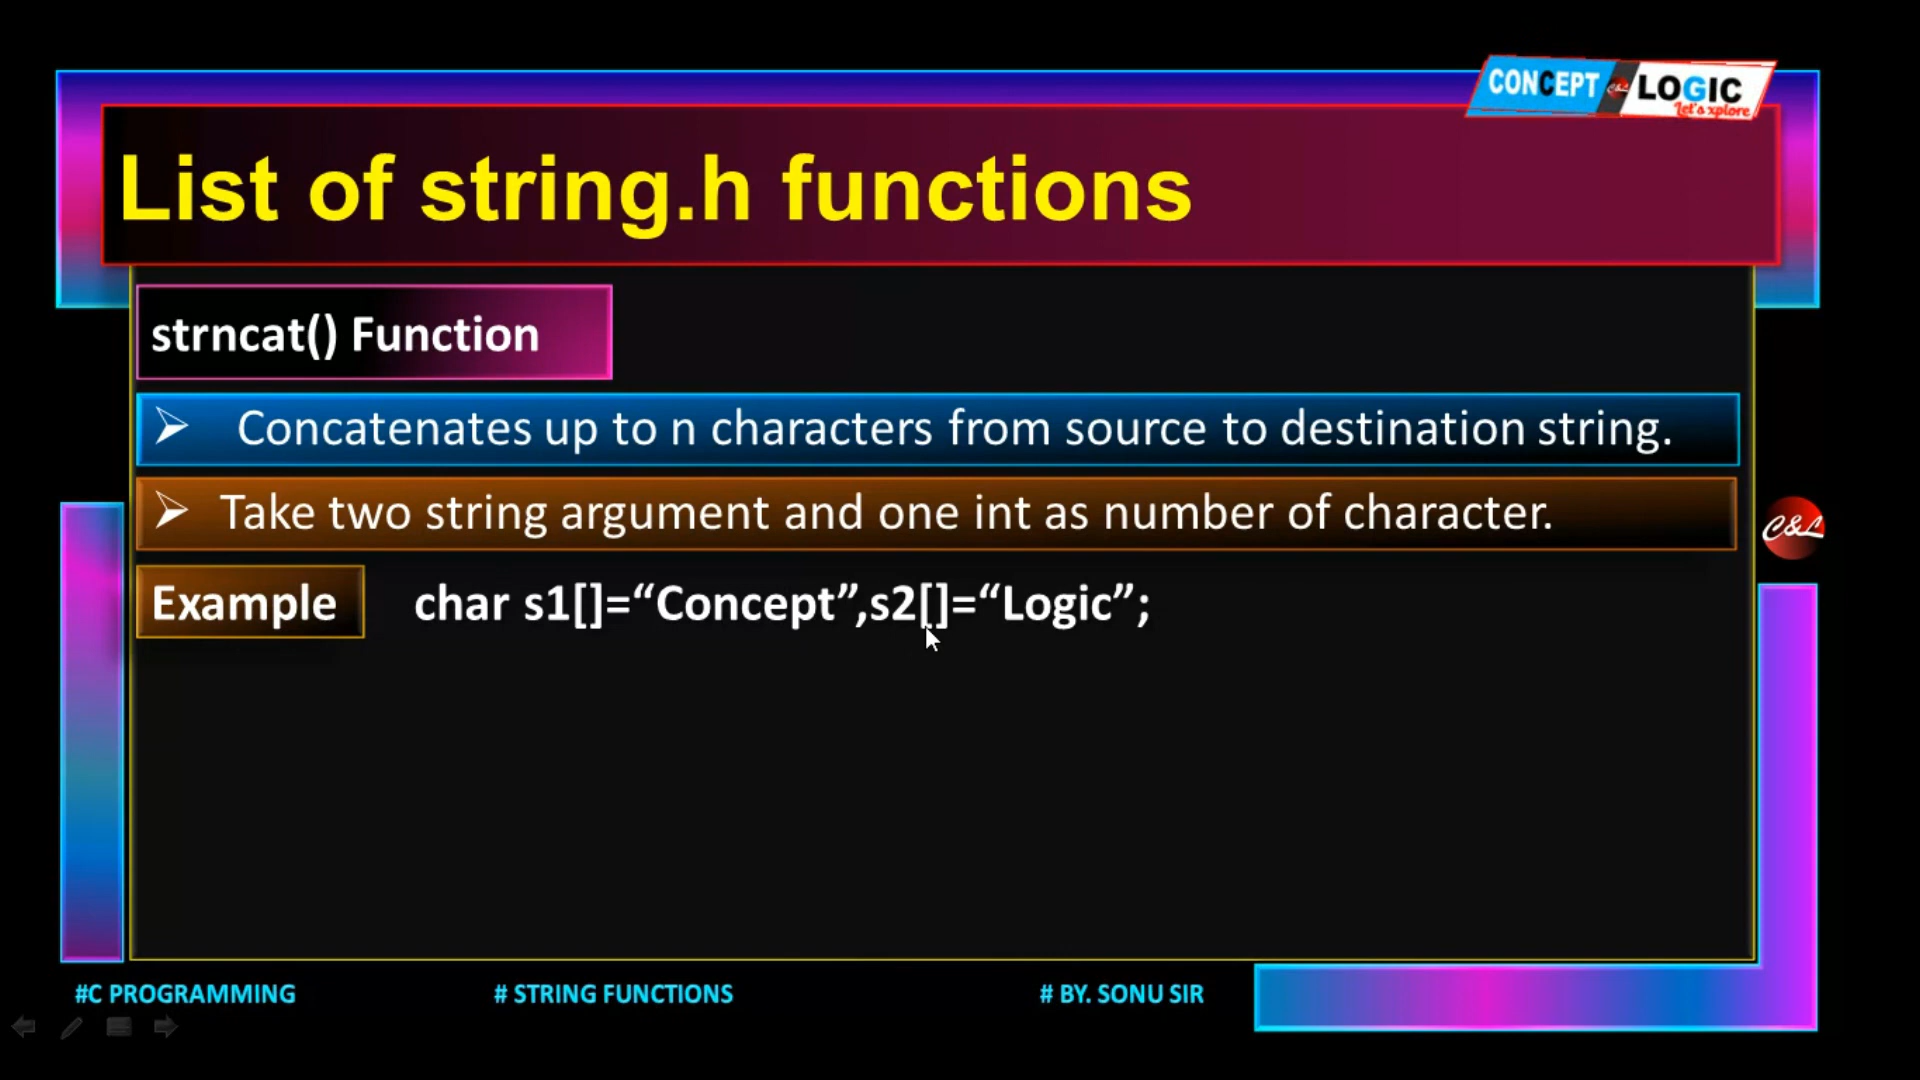 CONCEPT C&L LOGIC
Let's xplore
List of string.h functions
strncat() Function
➢ Concatenates up to n characters from source to destination string.
➢ Take two string argument and one int as number of character.
C&L
Example char s1[]=“Concept”,s2[]=“Logic”;
#C PROGRAMMING # STRING FUNCTIONS # BY. SONU SIR